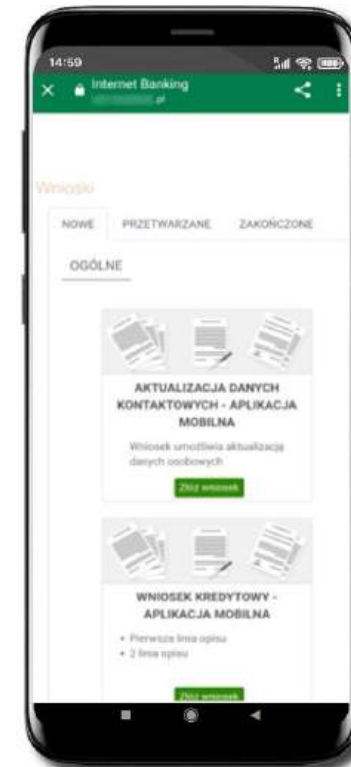 14:59
Internet Banking
.pl
Wnioski
NOWE PRZETWARZANE ZAKOŃCZONE
OGÓLNE
AKTUALIZACJA DANYCH
KONTAKTOWYCH - APLIKACJA
MOBILNA
Wniosek umożliwia aktualizację
danych osobowych
Złóż wniosek
WNIOSEK KREDYTOWY -
APLIKACJA MOBILNA
• Pierwsza linia opisu
• 2 linia opisu
Złóż wniosek